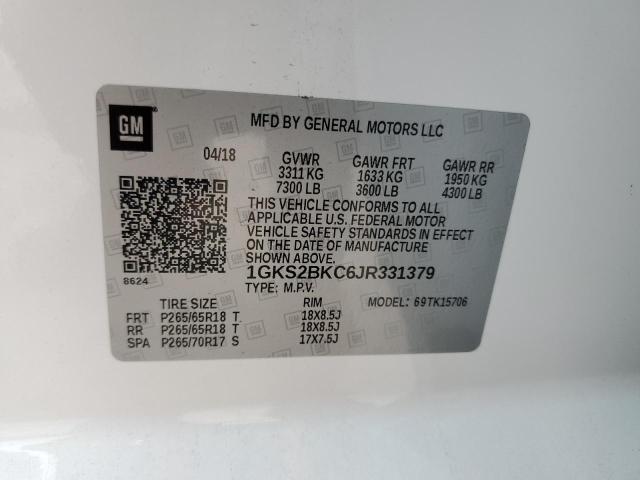 GM
MFD BY GENERAL MOTORS LLC
04/18 GVWR GAWR FRT GAWR RR
3311 KG 1633 KG 1950 KG
7300 LB 3600 LB 4300 LB
THIS VEHICLE CONFORMS TO ALL
APPLICABLE U.S. FEDERAL MOTOR
VEHICLE SAFETY STANDARDS IN EFFECT
ON THE DATE OF MANUFACTURE
SHOWN ABOVE.
8624
1GKS2BKC6JR331379
TYPE: M.P.V. MODEL: 69TK15706
TIRE SIZE RIM
FRT P265/65R18 T 18X8.5J
RR P265/65R18 T 18X8.5J
SPA P265/70R17 S 17X7.5J